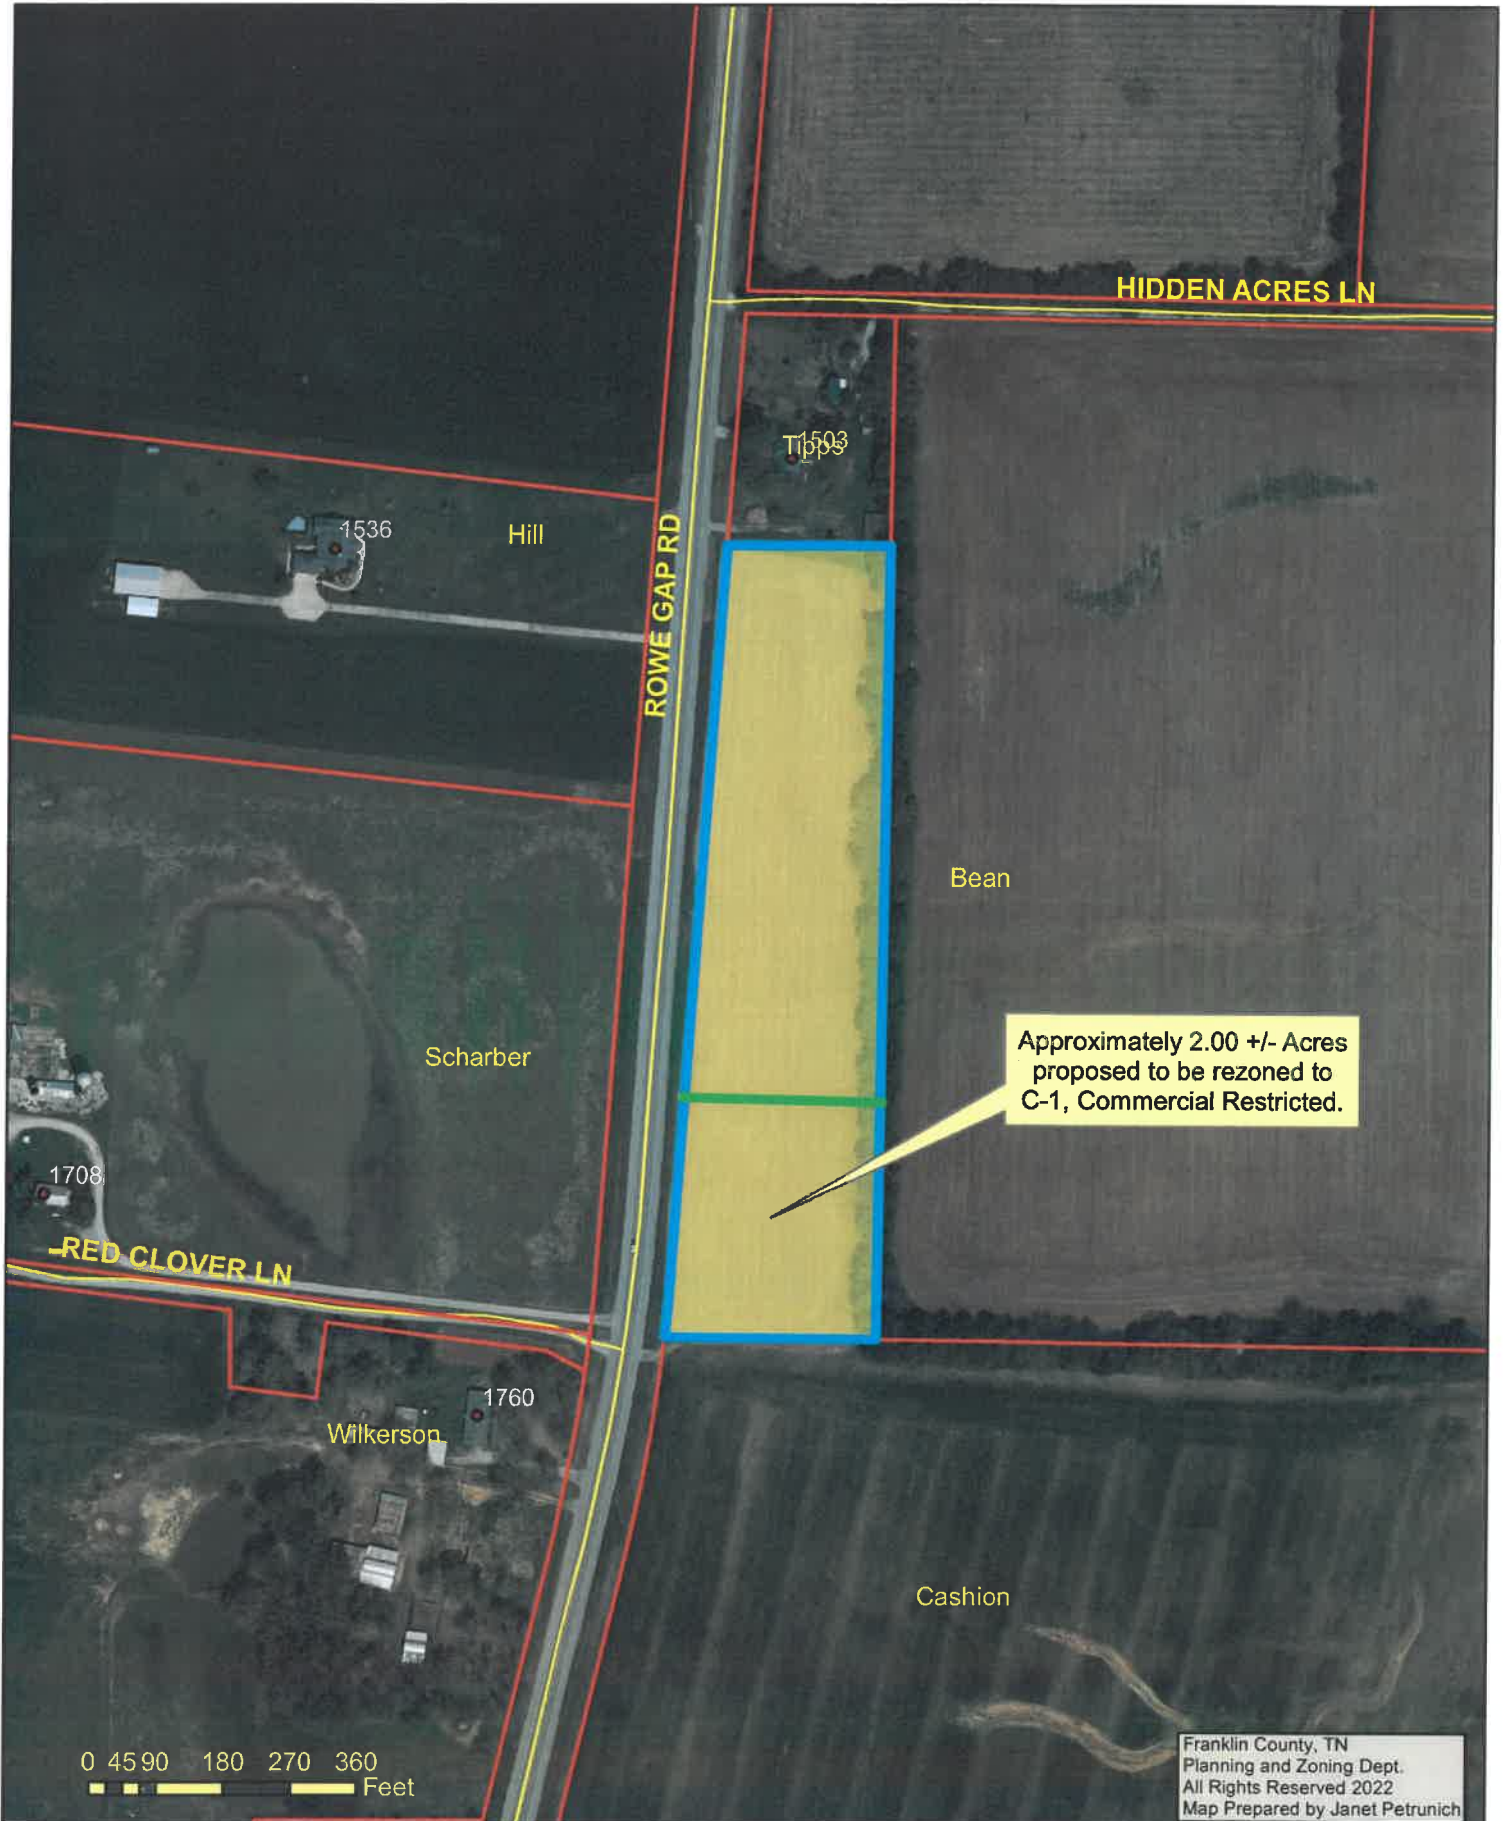 HIDDEN ACRES LN
Tipps
1503
1536
Hill
ROWE GAP RD
Bean
Approximately 2.00 +/- Acres
proposed to be rezoned to
C-1, Commercial Restricted.
Scharber
1708
RED CLOVER LN
1760
Wilkerson
Cashion
0 45 90 180 270 360
Feet
Franklin County, TN
Planning and Zoning Dept.
All Rights Reserved 2022
Map Prepared by Janet Petrunich